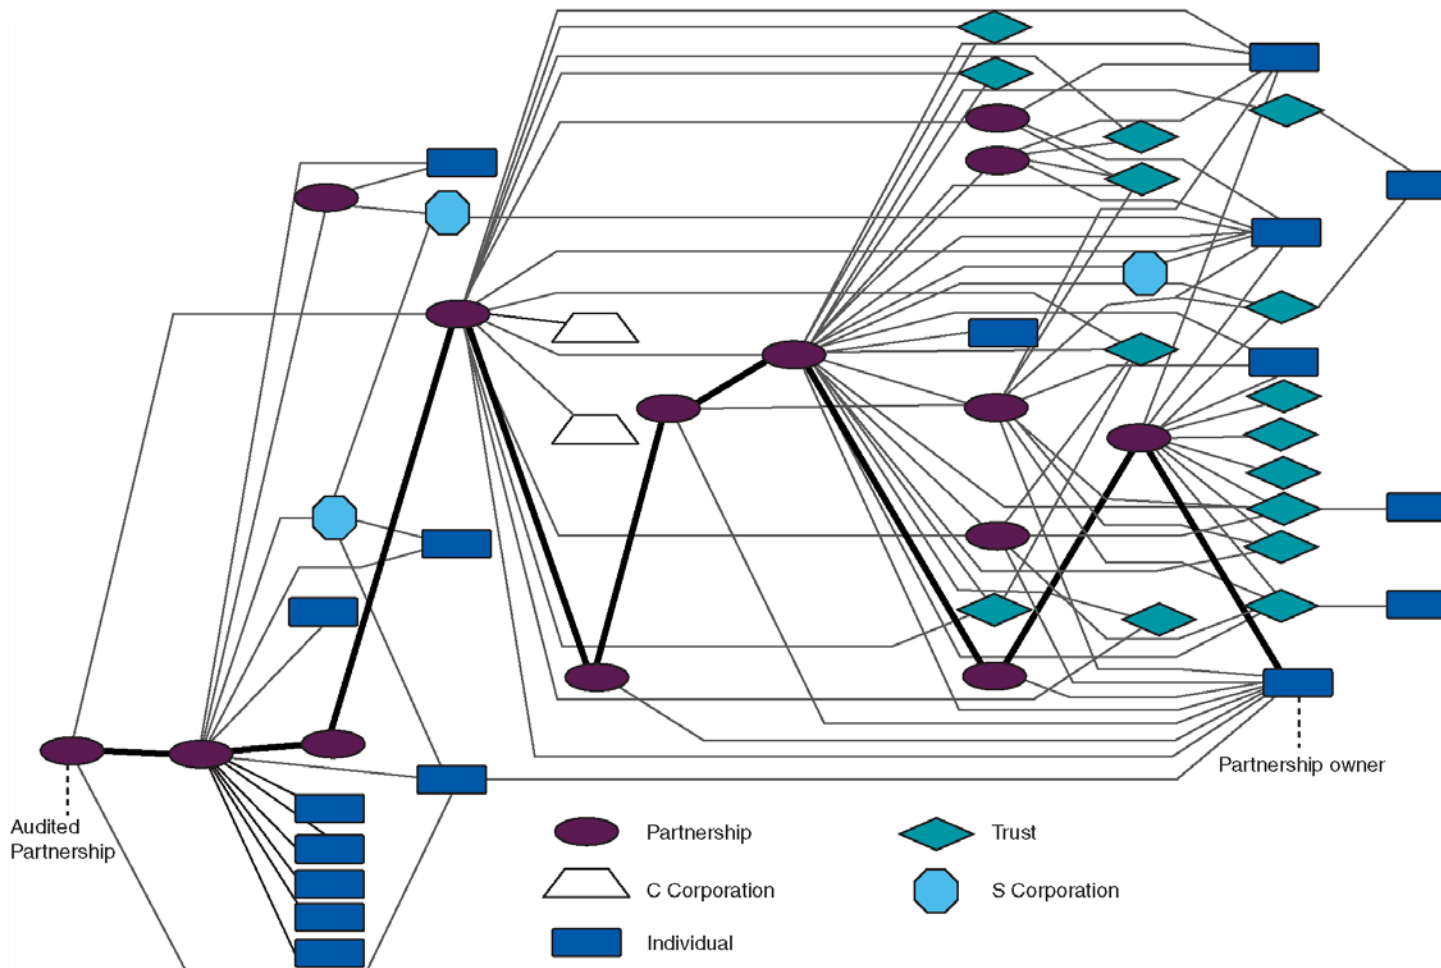 Partnership owner
Audited
Partnership
Partnership
Trust
C Corporation
S Corporation
Individual